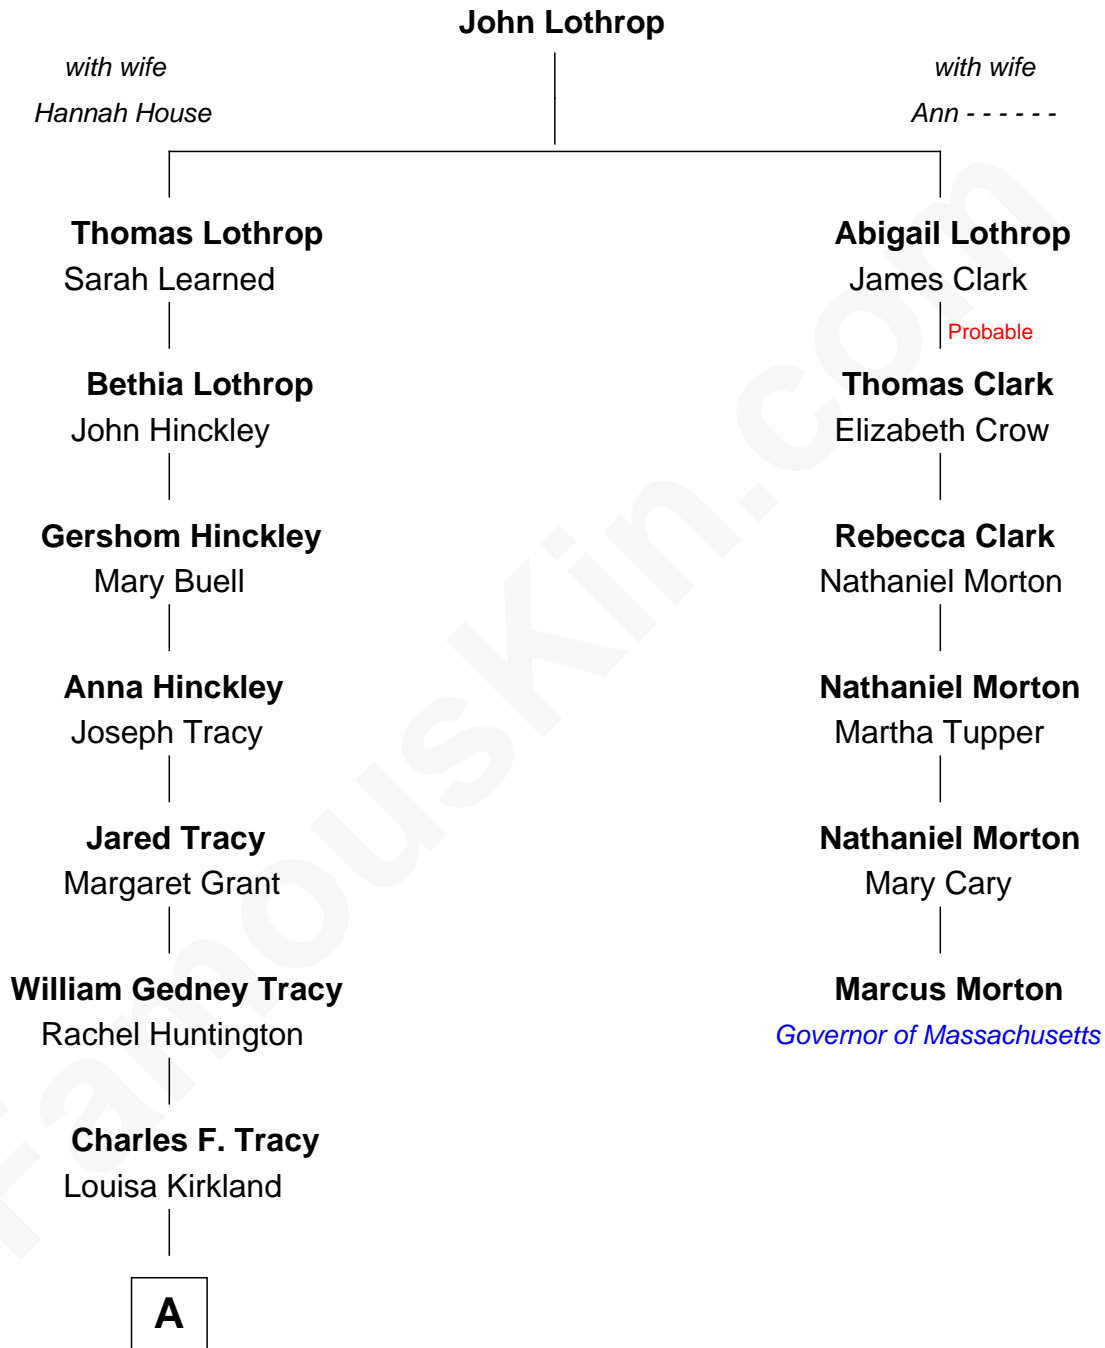 John Lothrop
with wife
Hannah House
with wife
Ann - - - - - -
Thomas Lothrop
Sarah Learned
Abigail Lothrop
James Clark
Probable
Bethia Lothrop
John Hinckley
Thomas Clark
Elizabeth Crow
Gershom Hinckley
Mary Buell
Rebecca Clark
Nathaniel Morton
Anna Hinckley
Joseph Tracy
Nathaniel Morton
Martha Tupper
Jared Tracy
Margaret Grant
Nathaniel Morton
Mary Cary
William Gedney Tracy
Rachel Huntington
Marcus Morton
Governor of Massachusetts
Charles F. Tracy
Louisa Kirkland
A
FamousKin.com